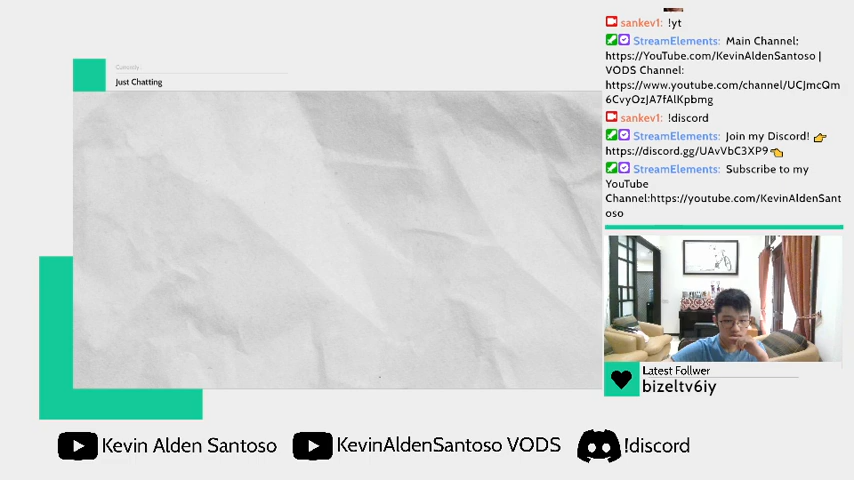 Currently :
Just Chatting
sankev1: !yt
StreamElements: Main Channel:
https://YouTube.com/KevinAldenSantoso |
VODS Channel:
https://www.youtube.com/channel/UCJmcQm
6CvyOzJA7fAlKpbmg
sankev1: !discord
StreamElements: Join my Discord! 👉
https://discord.gg/UAvVbC3XP9👈
StreamElements: Subscribe to my
YouTube
Channel:https://youtube.com/KevinAldenSant
oso
Latest Follwer
bizeltv6iy
Kevin Alden Santoso
KevinAldenSantoso VODS
!discord